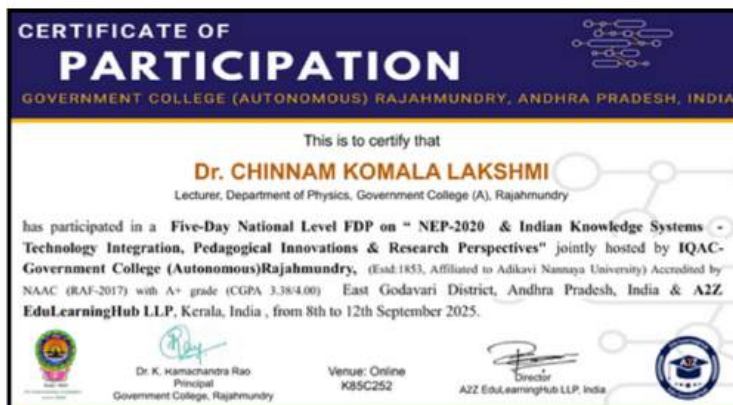 CERTIFICATE OF
PARTICIPATION
GOVERNMENT COLLEGE (AUTONOMOUS) RAJAHMUNDRY, ANDHRA PRADESH, INDIA
This is to certify that
Dr. CHINNAM KOMALA LAKSHMI
Lecturer, Department of Physics, Government College (A), Rajahmundry
has participated in a Five-Day National Level FDP on “ NEP-2020 & Indian Knowledge Systems -
Technology Integration, Pedagogical Innovations & Research Perspectives" jointly hosted by IQAC-
Government College (Autonomous)Rajahmundry, (Estd:1853, Affiliated to Adikavi Nannaya University) Accredited by
NAAC (RAF-2017) with A+ grade (CGPA 3.38/4.00) East Godavari District, Andhra Pradesh, India & A2Z
EduLearningHub LLP, Kerala, India , from 8th to 12th September 2025.
Dr. K. Ramachandra Rao
Principal
Government College, Rajahmundry
Venue: Online
K85C252
Director
A2Z EduLearningHub LLP, India